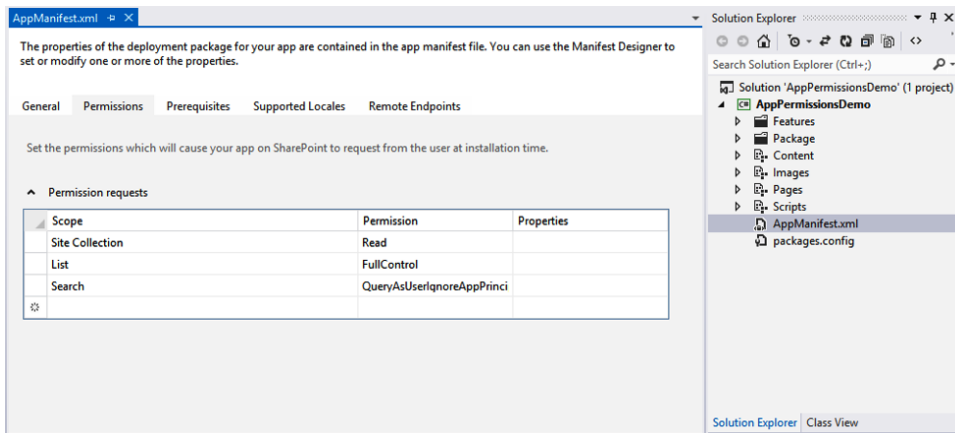 AppManifest.xml
The properties of the deployment package for your app are contained in the app manifest file. You can use the Manifest Designer to
set or modify one or more of the properties.
General Permissions Prerequisites Supported Locales Remote Endpoints
Set the permissions which will cause your app on SharePoint to request from the user at installation time.
Permission requests
Scope Permission Properties
Site Collection Read
List FullControl
Search QueryAsUserIgnoreAppPrinci
Solution Explorer
Search Solution Explorer (Ctrl+;)
Solution 'AppPermissionsDemo' (1 project)
C# AppPermissionsDemo
Features
Package
Content
Images
Pages
Scripts
AppManifest.xml
packages.config
Solution Explorer Class View